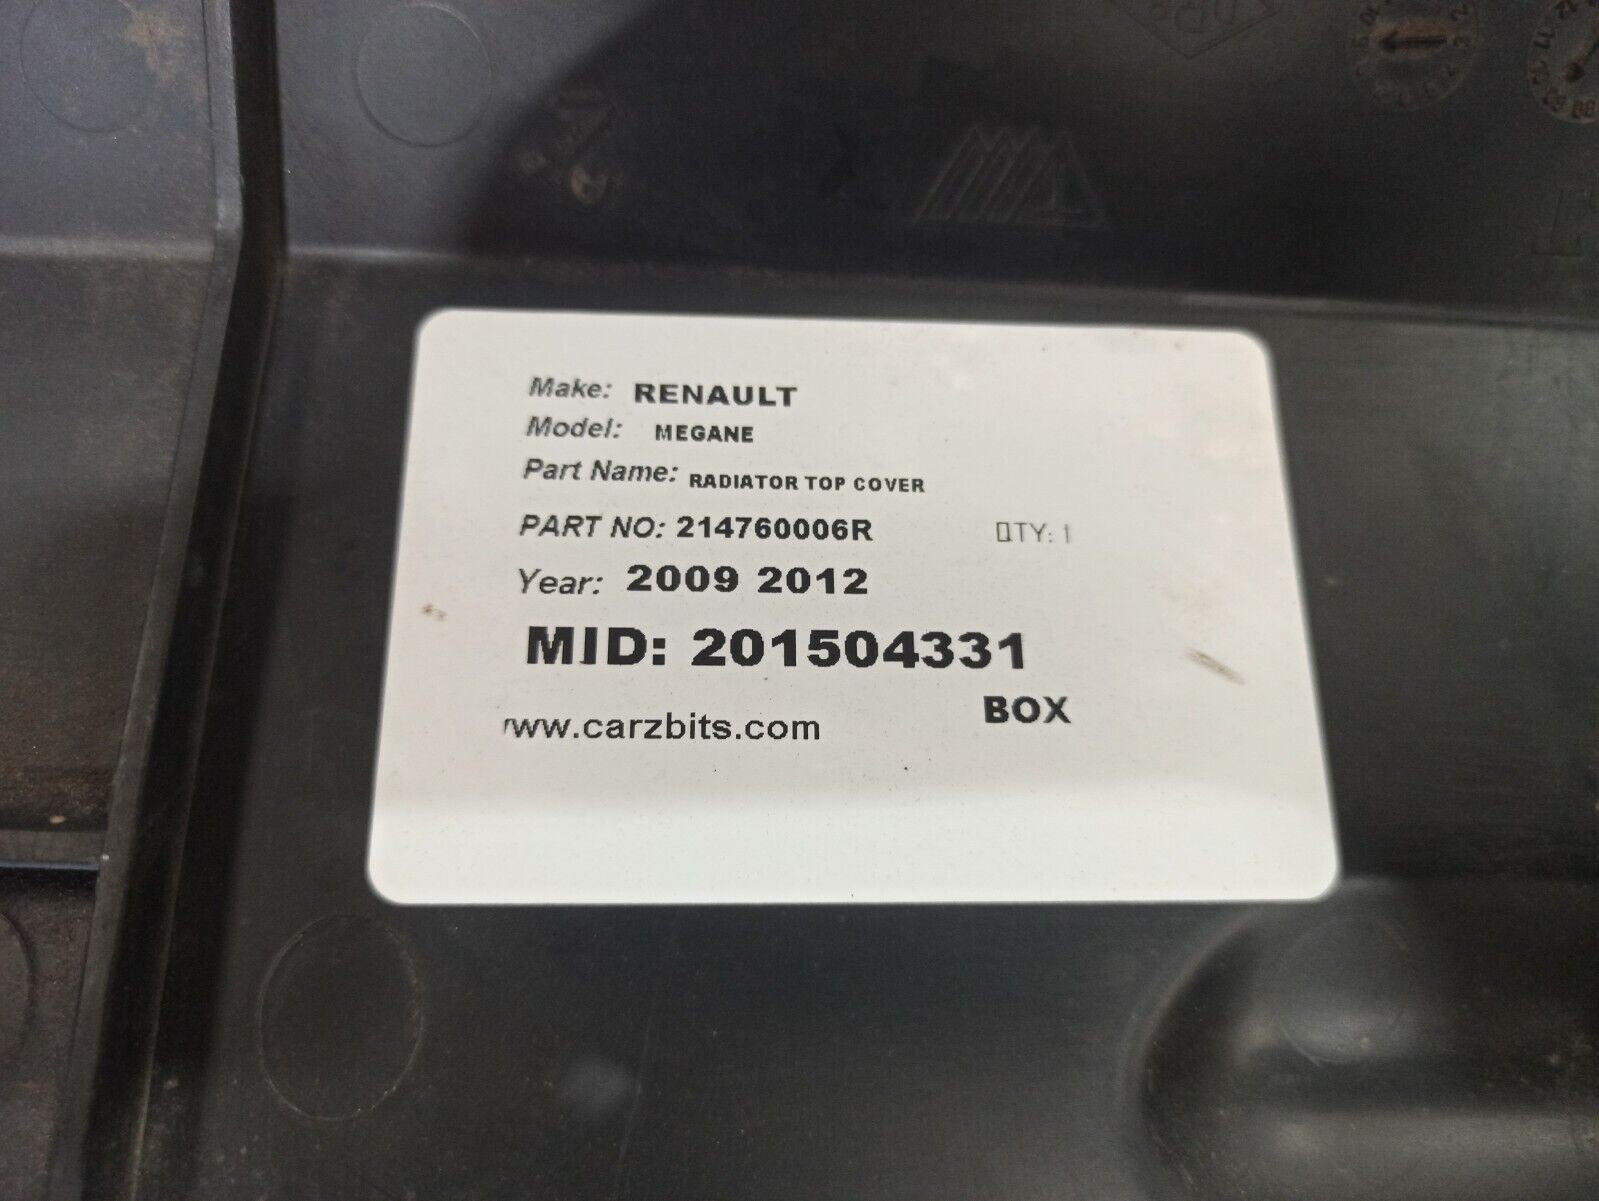 Make: RENAULT
Model: MEGANE
Part Name: RADIATOR TOP COVER
PART NO: 214760006R QTY: 1
Year: 2009 2012
MID: 201504331
BOX
www.carzbits.com